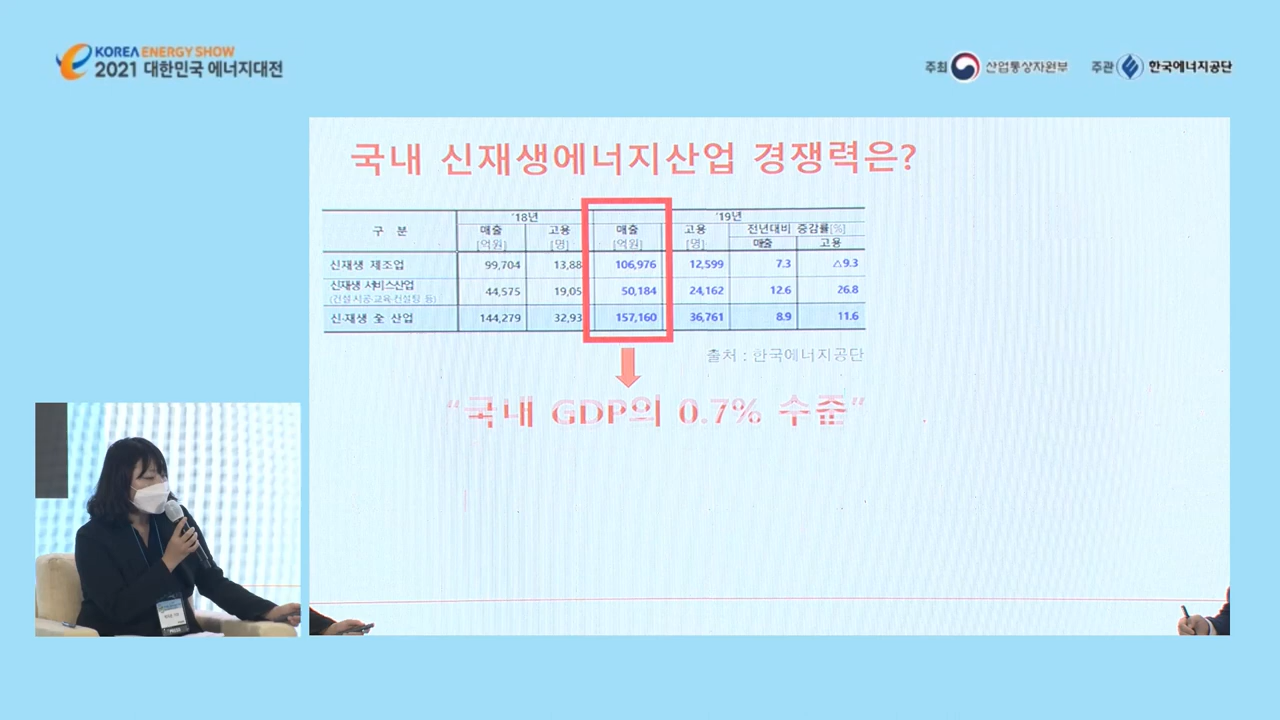 KOREA ENERGY SHOW
2021 대한민국 에너지대전
주최 산업통상자원부 주관 한국에너지공단
국내 신재생에너지산업 경쟁력은?
구 분 '18년 '19년
매출 [억원] 고용 [명] 매출 [억원] 고용 [명] 전년대비 증감률[%]
매출 고용
신재생 제조업 99,704 13,88 106,976 12,599 7.3 △9.3
신재생 서비스산업 44,575 19,05 50,184 24,162 12.6 26.8
(건설·시공·교육·컨설팅 등)
신·재생 全 산업 144,279 32,93 157,160 36,761 8.9 11.6
출처 : 한국에너지공단
“국내 GDP의 0.7% 수준”